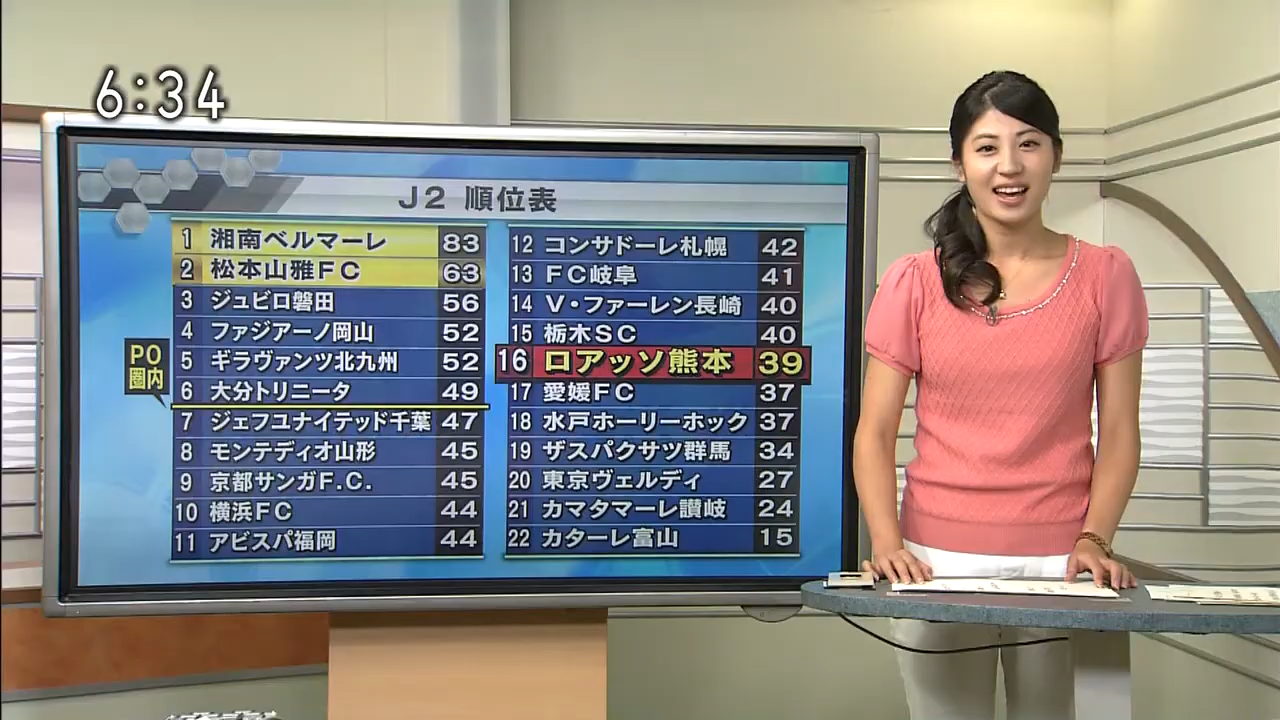 6:34
J2 順位表
1 湘南ベルマーレ 83
2 松本山雅FC 63
3 ジュビロ磐田 56
4 ファジアーノ岡山 52
5 ギラヴァンツ北九州 52
6 大分トリニータ 49
7 ジェフユナイテッド千葉 47
8 モンテディオ山形 45
9 京都サンガF.C. 45
10 横浜FC 44
11 アビスパ福岡 44
PO
圏内
12 コンサドーレ札幌 42
13 FC岐阜 41
14 V・ファーレン長崎 40
15 栃木SC 40
16 ロアッソ熊本 39
17 愛媛FC 37
18 水戸ホーリーホック 37
19 ザスパクサツ群馬 34
20 東京ヴェルディ 27
21 カマタマーレ讃岐 24
22 カターレ富山 15